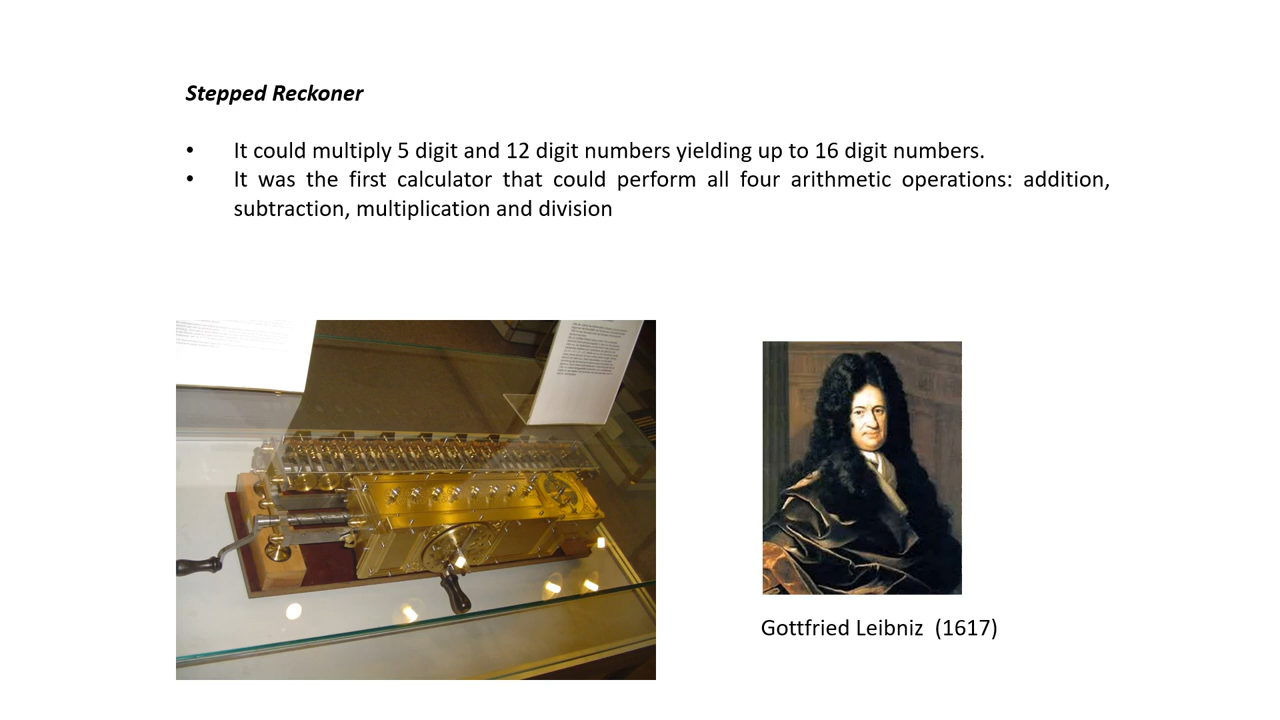 Stepped Reckoner
• It could multiply 5 digit and 12 digit numbers yielding up to 16 digit numbers.
• It was the first calculator that could perform all four arithmetic operations: addition,
subtraction, multiplication and division
Gottfried Leibniz (1617)